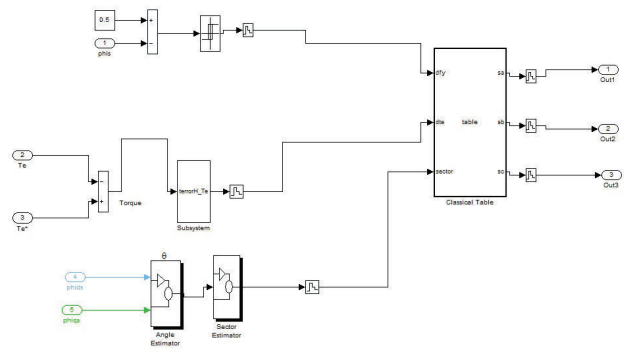 0.5
+
−
1
phis
dfy
sa
1
Out1
dte
table
sb
2
Out2
sector
sc
3
Out3
Classical Table
2
Te
−
+
Torque
3
Te*
terrorH_Te
Subsystem
θ
4
phids
5
phiqs
Angle
Estimator
Sector
Estimator